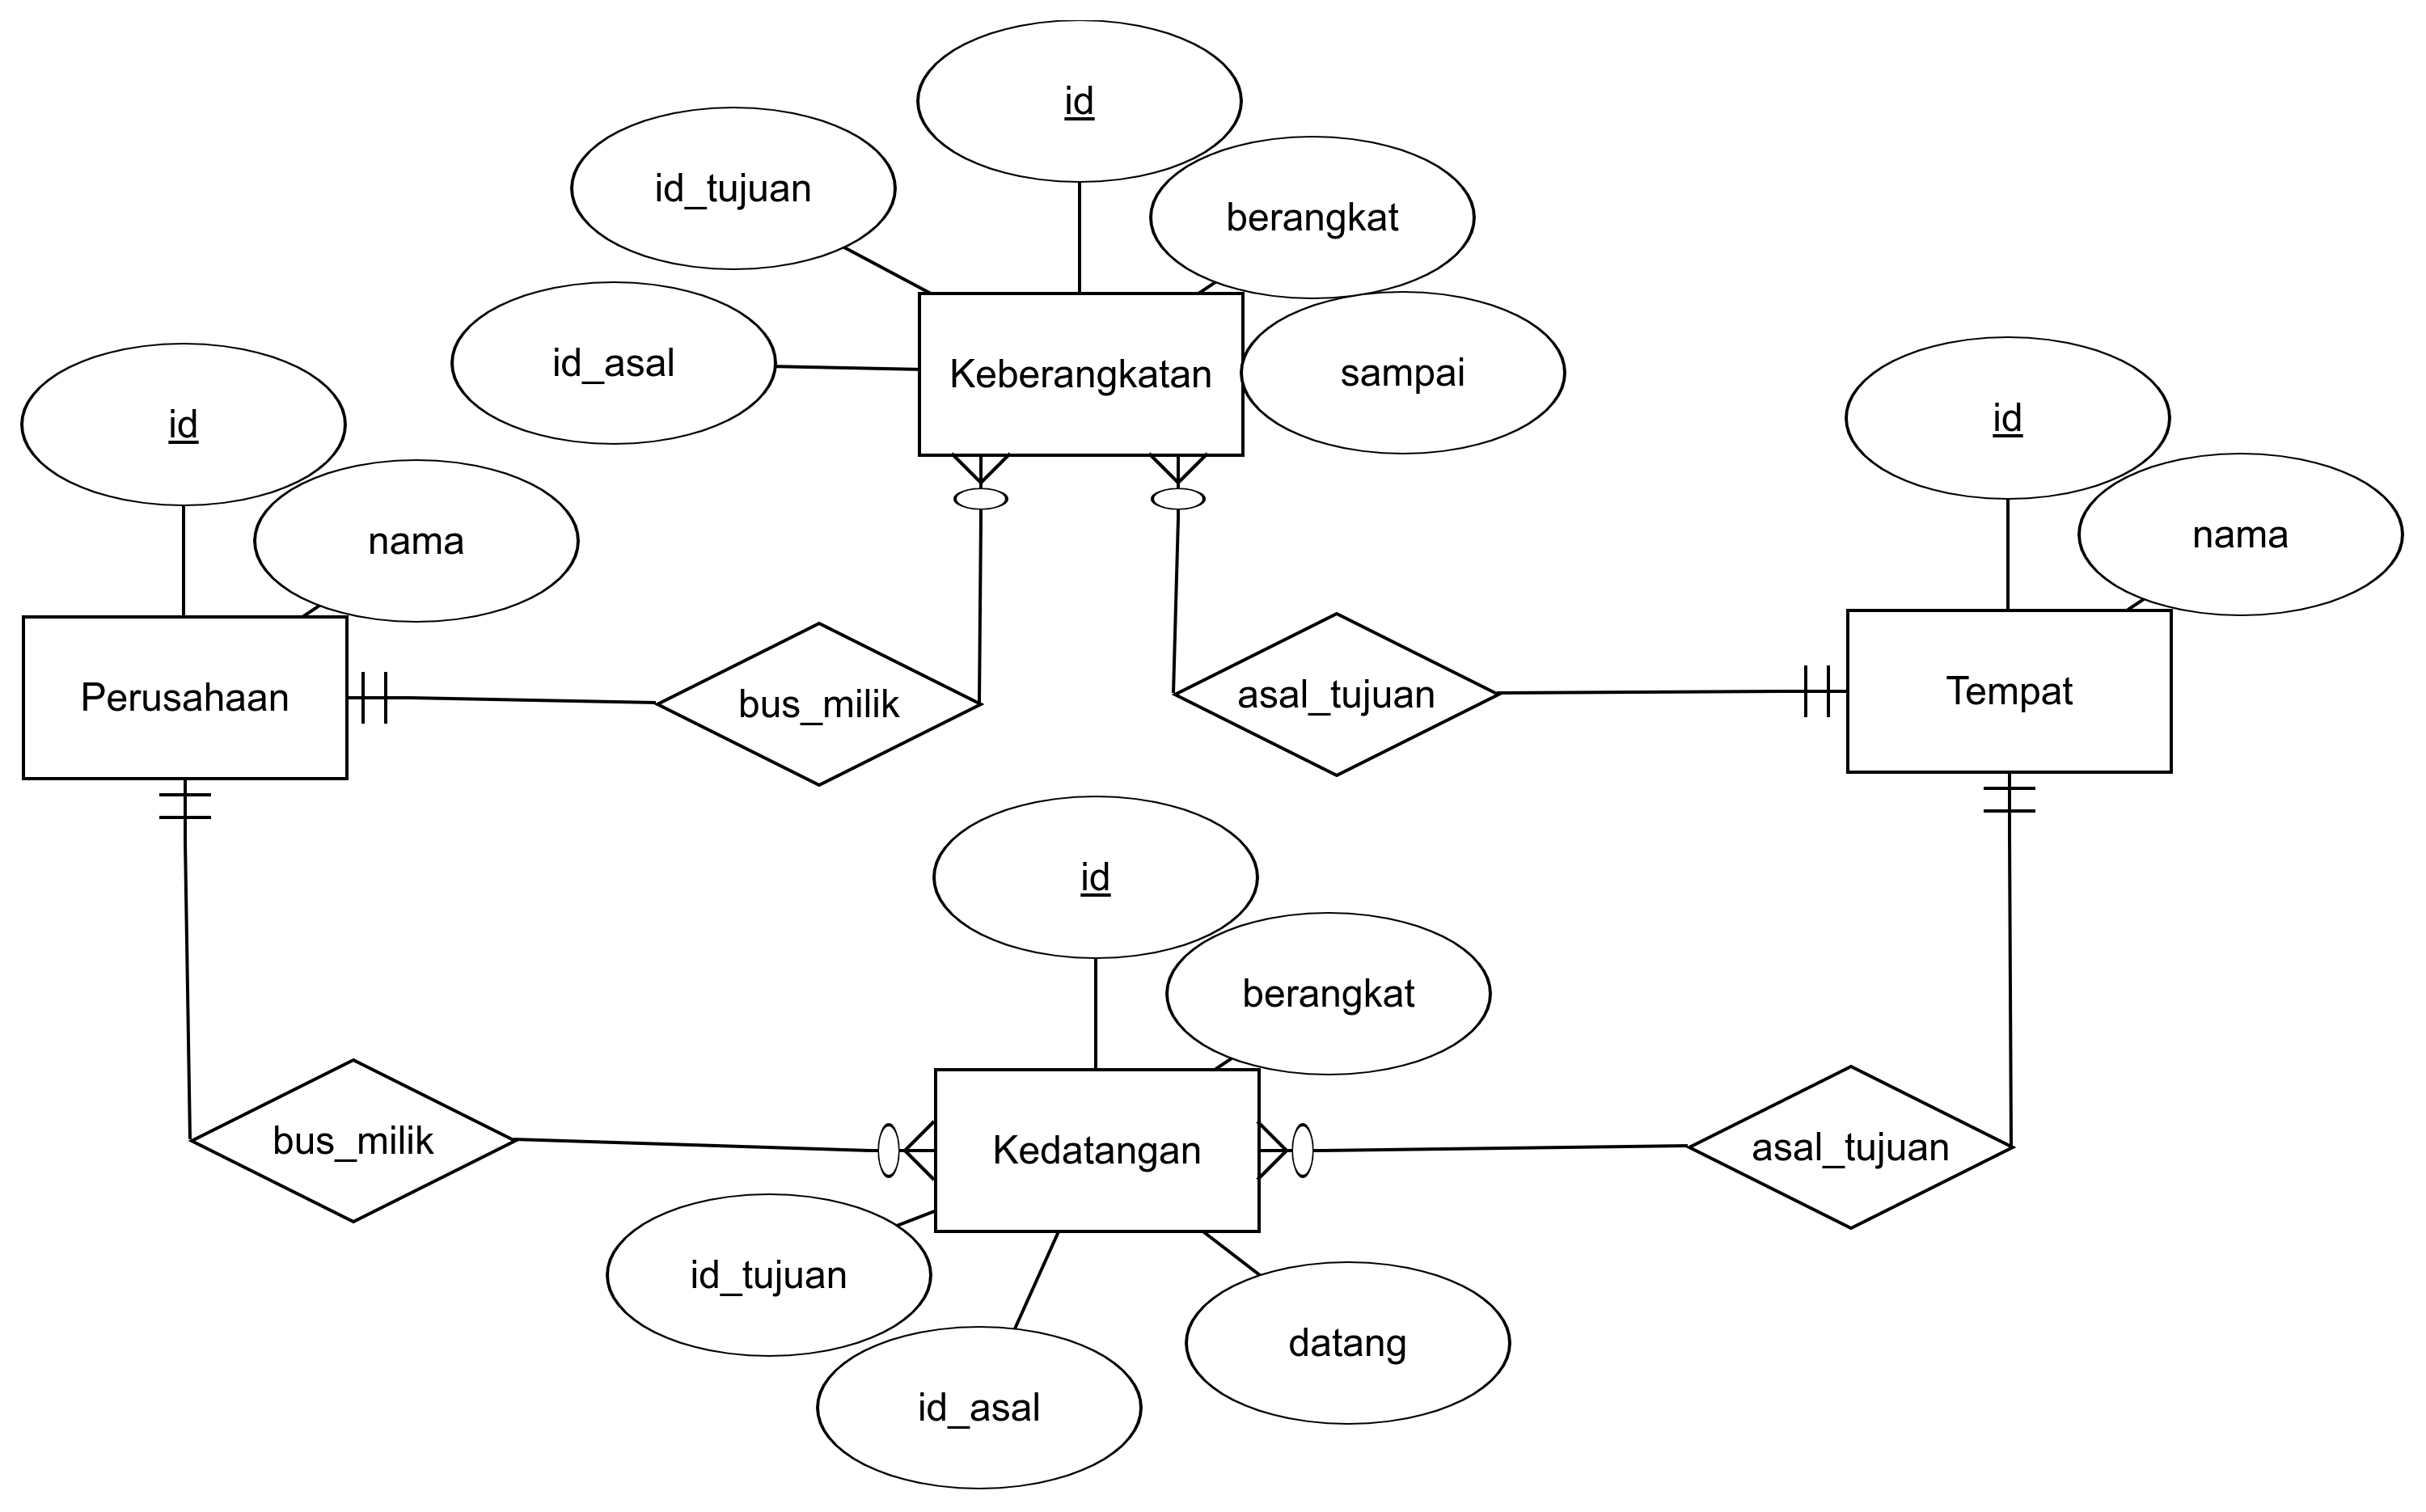 id
id_tujuan
berangkat
id_asal
Keberangkatan
sampai
id
id
nama
nama
Perusahaan
bus_milik
asal_tujuan
Tempat
id
berangkat
bus_milik
Kedatangan
asal_tujuan
id_tujuan
datang
id_asal